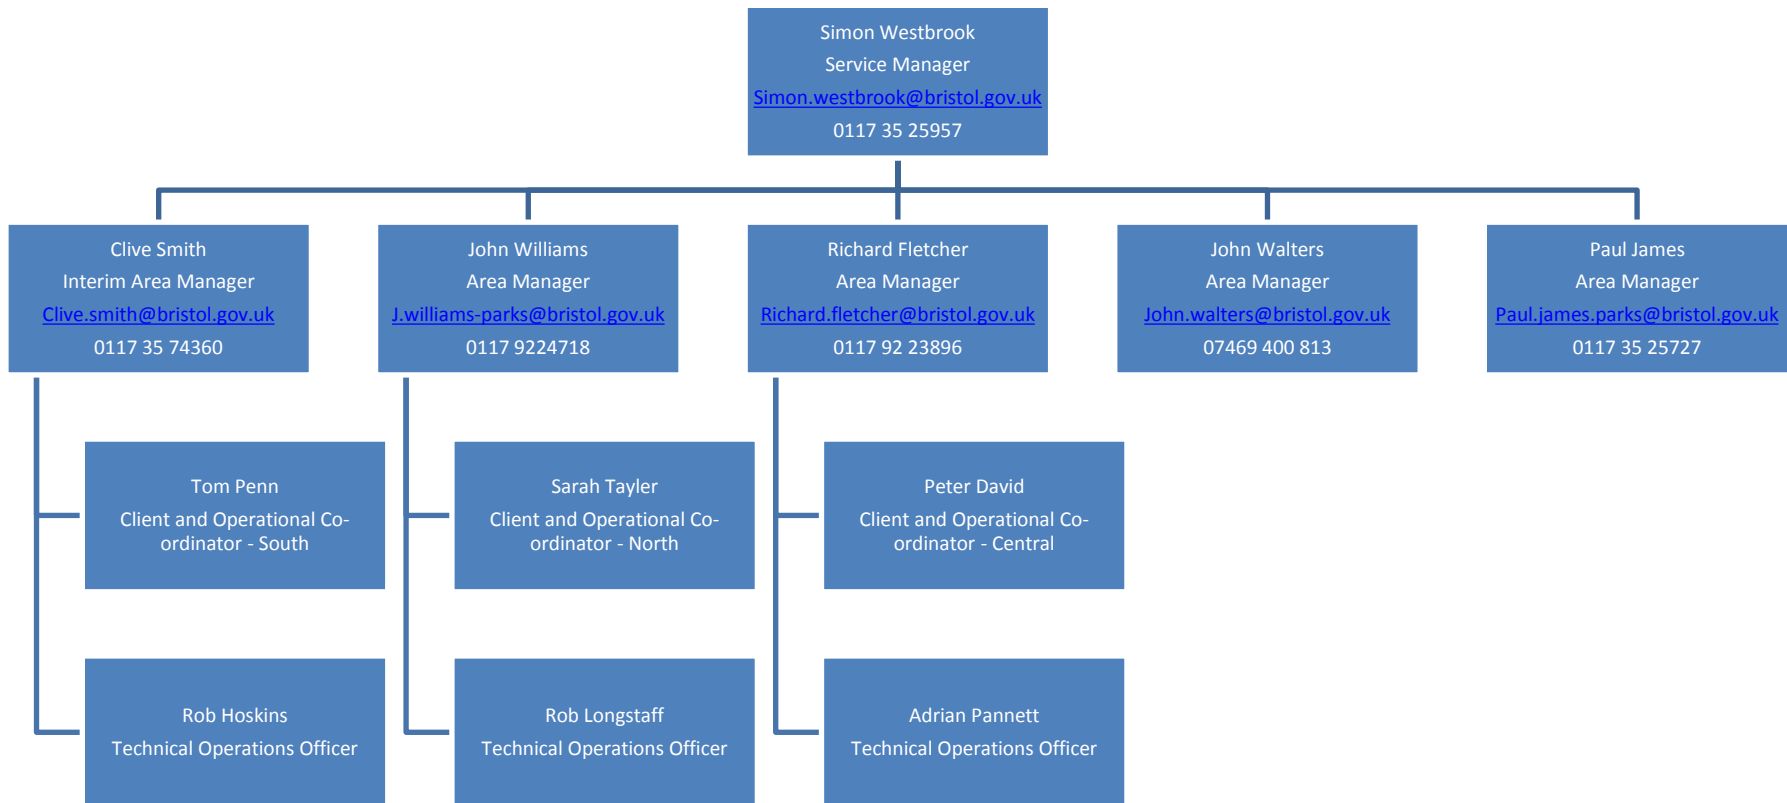 Simon Westbrook
Service Manager
Simon.westbrook@bristol.gov.uk
0117 35 25957
Clive Smith
Interim Area Manager
Clive.smith@bristol.gov.uk
0117 35 74360
John Williams
Area Manager
J.williams-parks@bristol.gov.uk
0117 9224718
Richard Fletcher
Area Manager
Richard.fletcher@bristol.gov.uk
0117 92 23896
John Walters
Area Manager
John.walters@bristol.gov.uk
07469 400 813
Paul James
Area Manager
Paul.james.parks@bristol.gov.uk
0117 35 25727
Tom Penn
Client and Operational Co-
ordinator - South
Sarah Tayler
Client and Operational Co-
ordinator - North
Peter David
Client and Operational Co-
ordinator - Central
Rob Hoskins
Technical Operations Officer
Rob Longstaff
Technical Operations Officer
Adrian Pannett
Technical Operations Officer